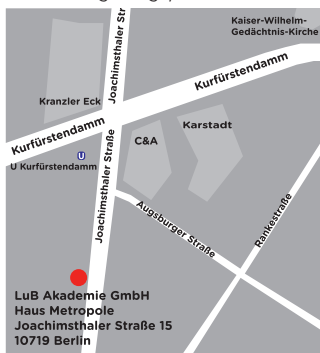 Joachimsthaler Str
Kaiser-Wilhelm-
Gedächtnis-Kirche
Kurfürstendamm
Kranzler Eck
Kurfürstendamm
C&A
Karstadt
U
U Kurfürstendamm
Joachimsthaler Straße
Augsburger Straße
Rankestraße
LuB Akademie GmbH
Haus Metropole
Joachimsthaler Straße 15
10719 Berlin